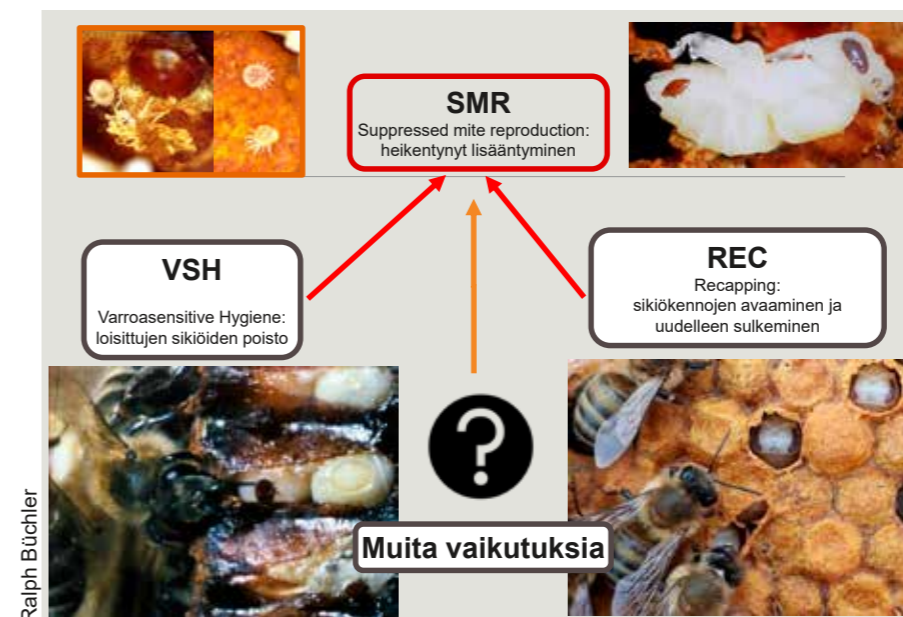 SMR
Suppressed mite reproduction:
heikentynyt lisääntyminen
VSH
Varroasensitive Hygiene:
loisittujen sikiöiden poisto
REC
Recapping:
sikiökennojen avaaminen ja
uudelleen sulkeminen
?
Muita vaikutuksia
Ralph Büchler